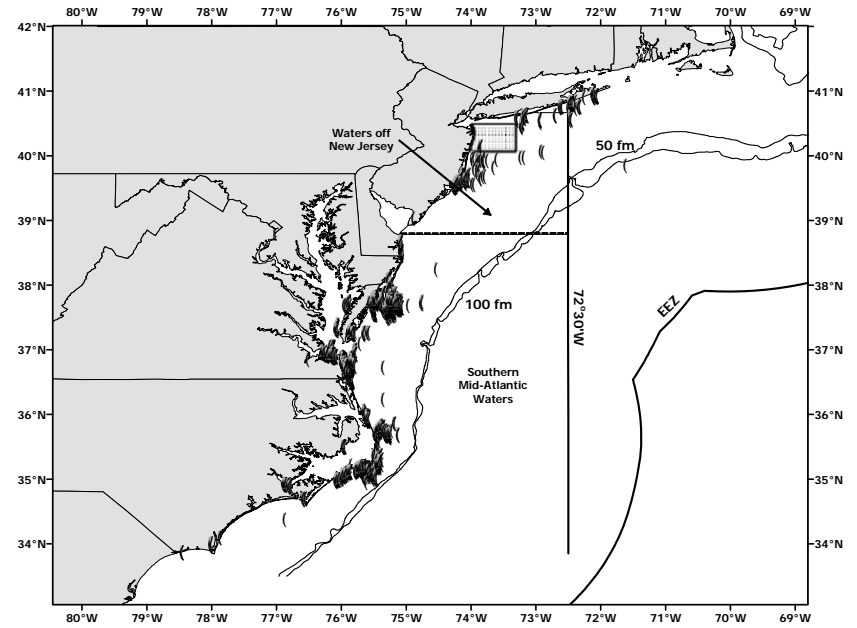 79°W 78°W 77°W 76°W 75°W 74°W 73°W 72°W 71°W 70°W 69°W
42°N 42°N
41°N 41°N
Waters off
New Jersey
50 fm
40°N 40°N
39°N 39°N
38°N 38°N
100 fm
72°30'W
EEZ
37°N 37°N
Southern
Mid-Atlantic
Waters
36°N 36°N
35°N 35°N
34°N 34°N
80°W 79°W 78°W 77°W 76°W 75°W 74°W 73°W 72°W 71°W 70°W 69°W